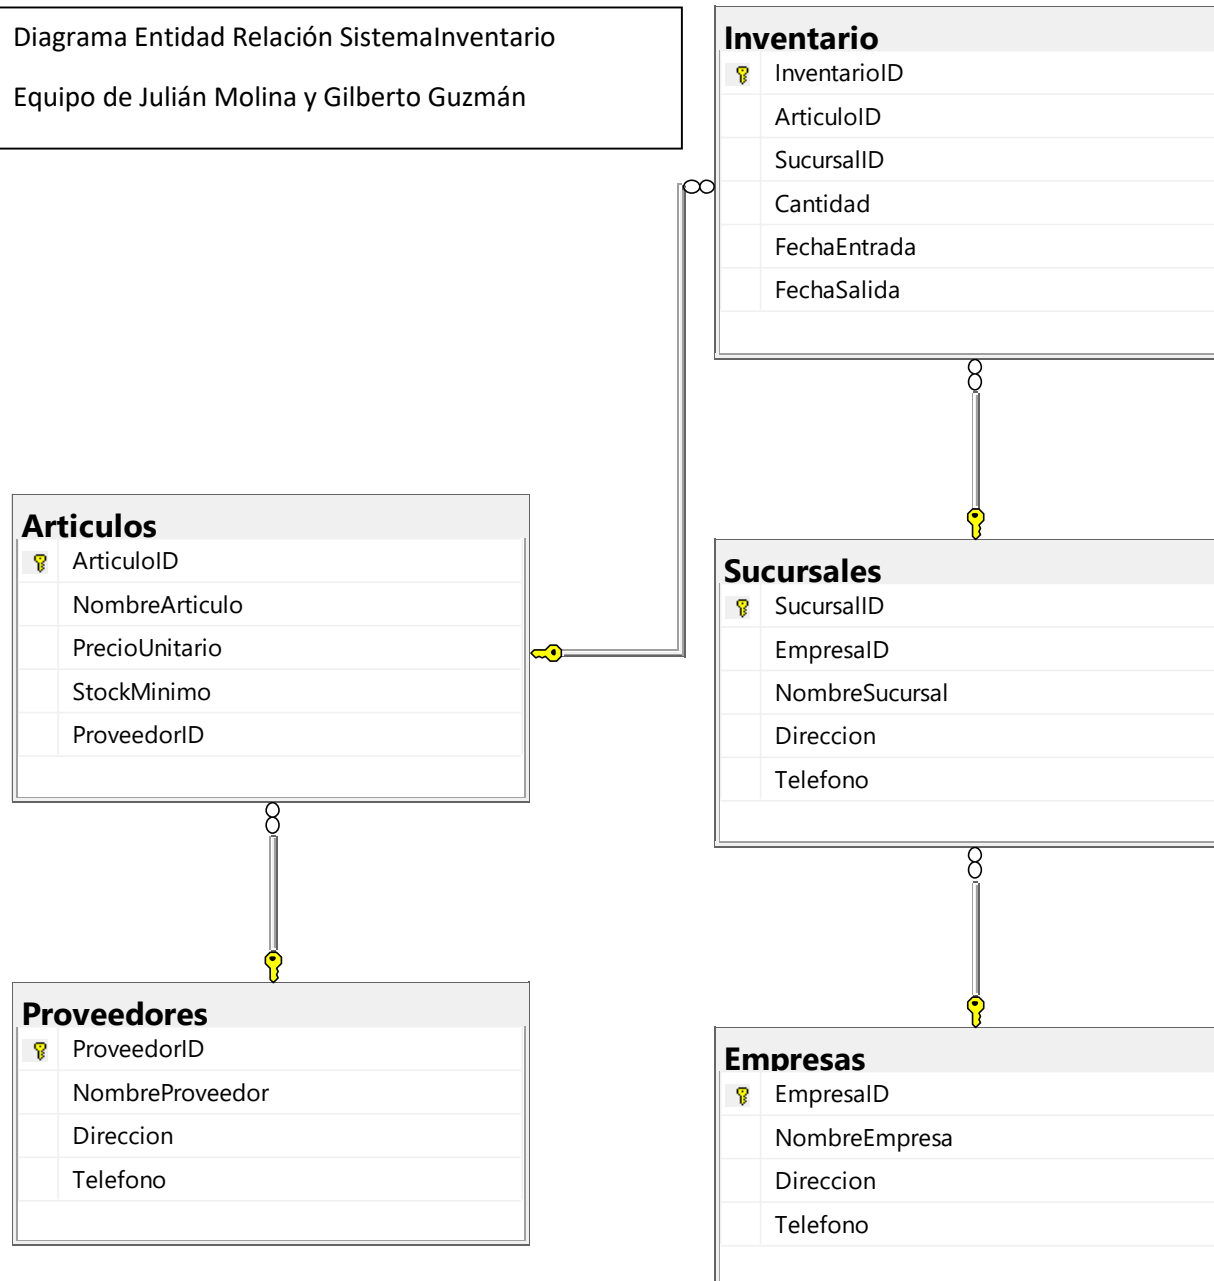 Diagrama Entidad Relación SistemaInventario
Equipo de Julián Molina y Gilberto Guzmán
Inventario
InventarioID
ArticuloID
SucursalID
Cantidad
FechaEntrada
FechaSalida
Articulos
ArticuloID
NombreArticulo
PrecioUnitario
StockMinimo
ProveedorID
Sucursales
SucursalID
EmpresaID
NombreSucursal
Direccion
Telefono
Proveedores
ProveedorID
NombreProveedor
Direccion
Telefono
Empresas
EmpresaID
NombreEmpresa
Direccion
Telefono